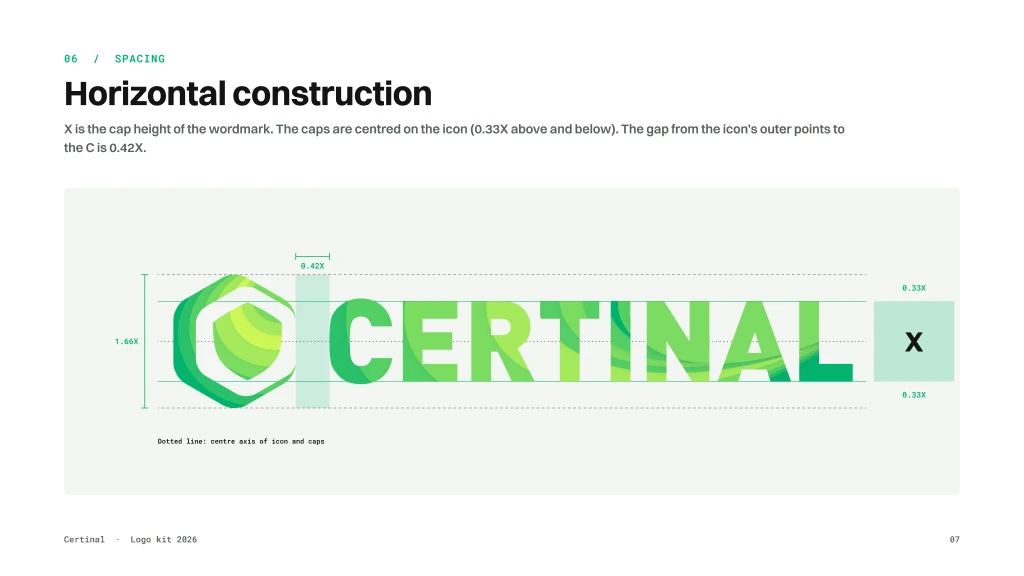 06 / SPACING
Horizontal construction
X is the cap height of the wordmark. The caps are centred on the icon (0.33X above and below). The gap from the icon's outer points to
the C is 0.42X.
0.42X
0.33X
1.66X
CERTINAL
X
0.33X
Dotted line: centre axis of icon and caps
Certinal · Logo kit 2026
07